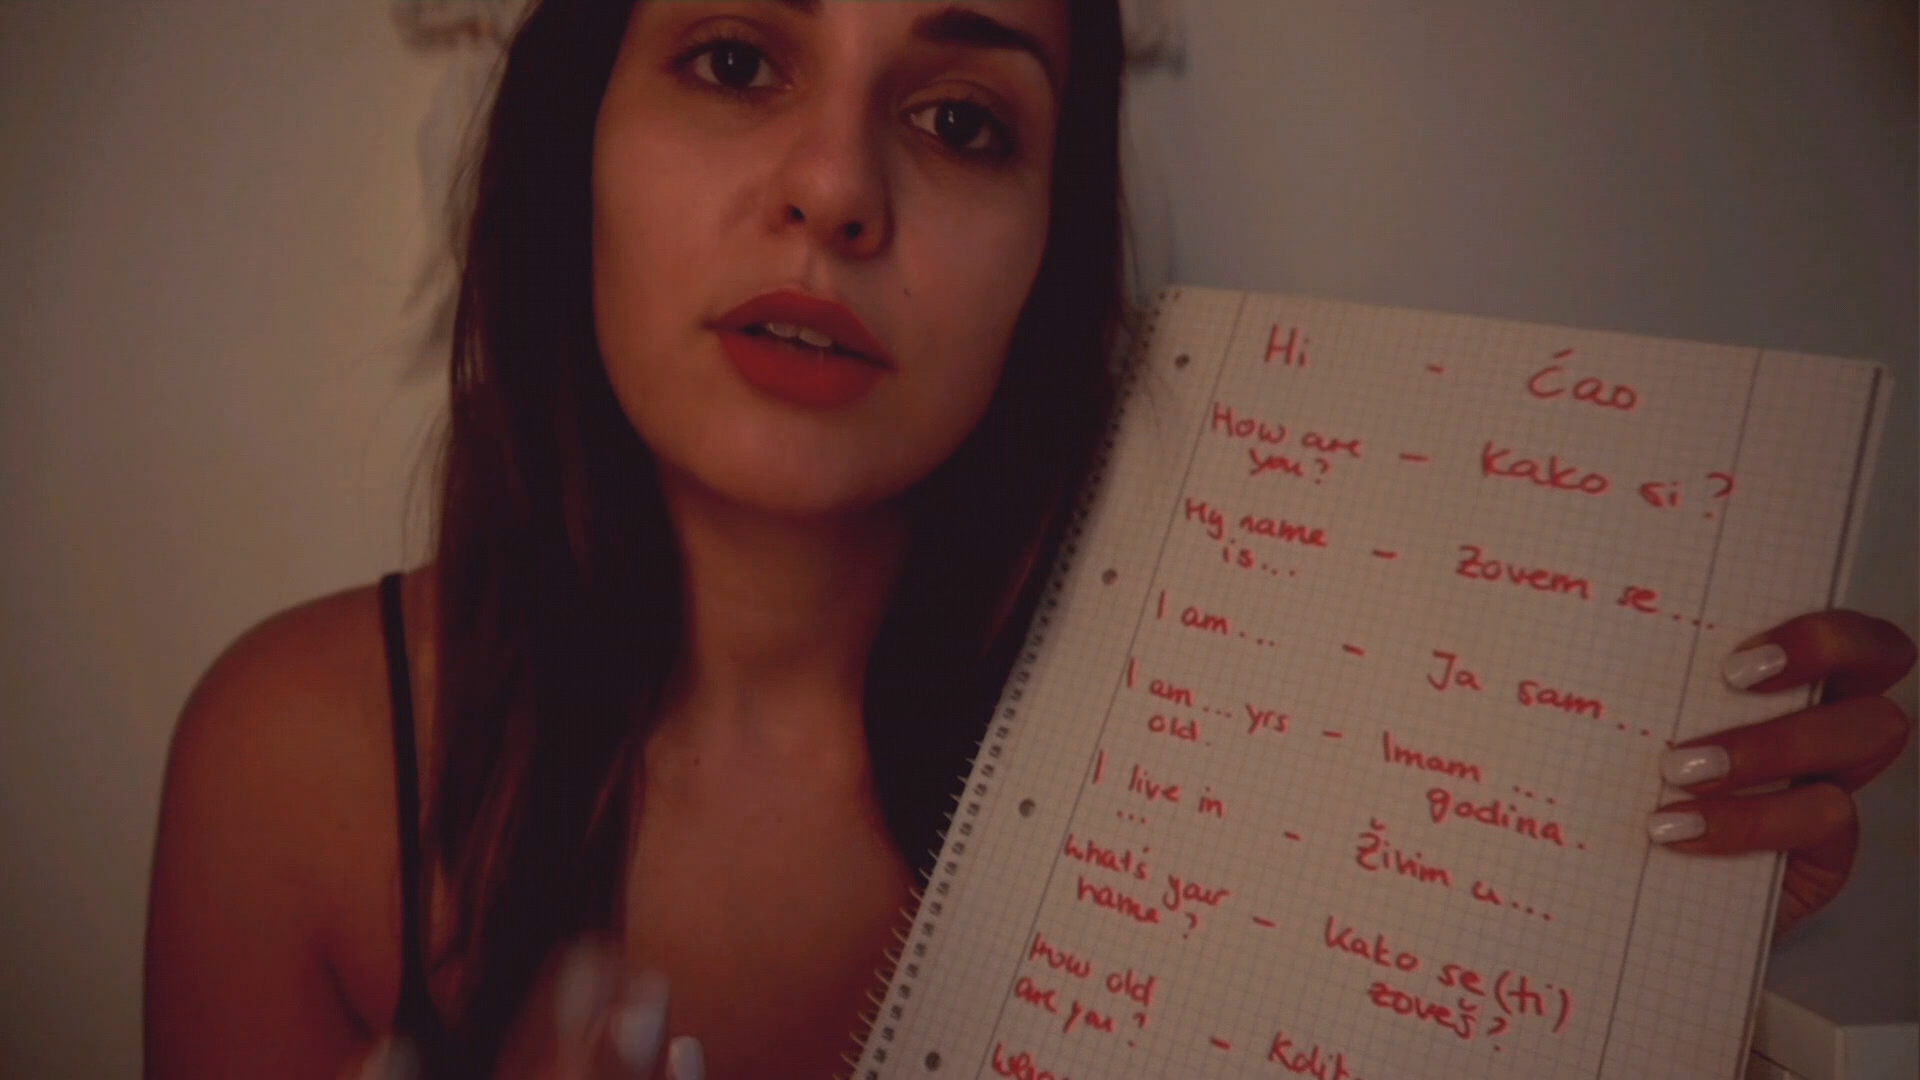 Hi - Ćao
How are - Kako si?
you?
My name - Zovem se...
is...
I am... - Ja sam...
I am... yrs - Imam ...
old. godina.
I live in - Živim u...
...
What's your - Kako se (ti)
name? zoveš?
How old
are you? -